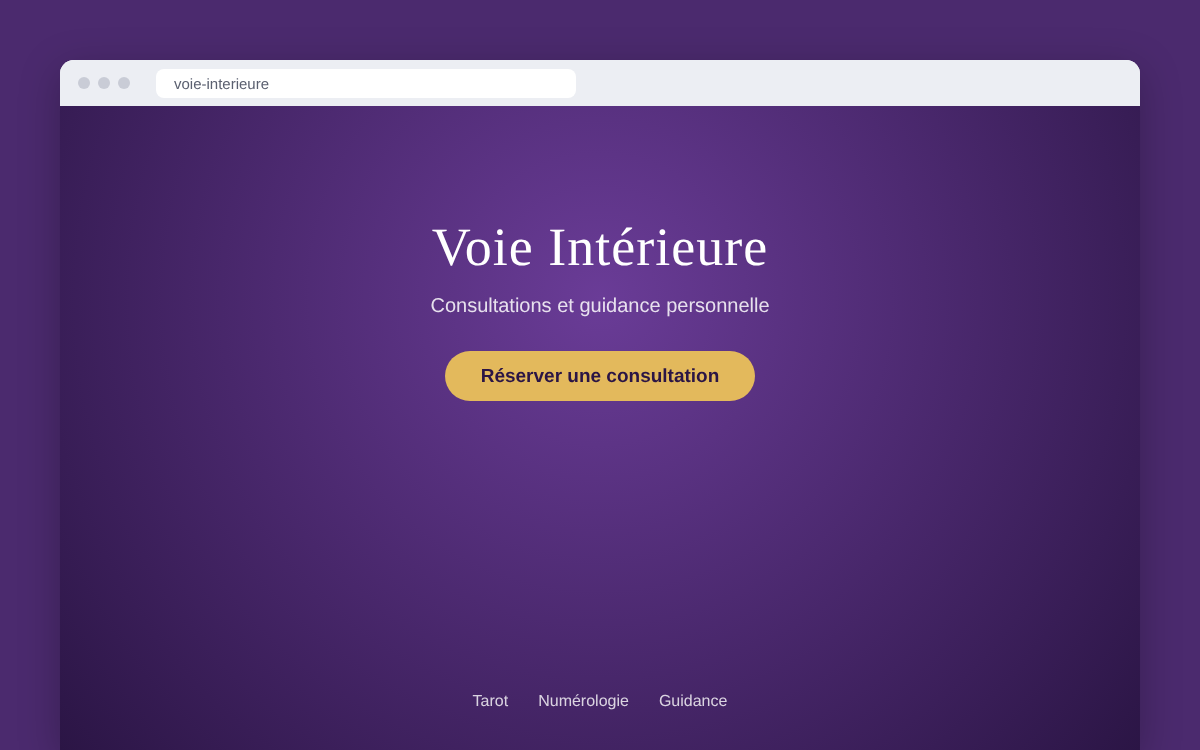 voie-interieure
Voie Intérieure
Consultations et guidance personnelle
Réserver une consultation
Tarot Numérologie Guidance